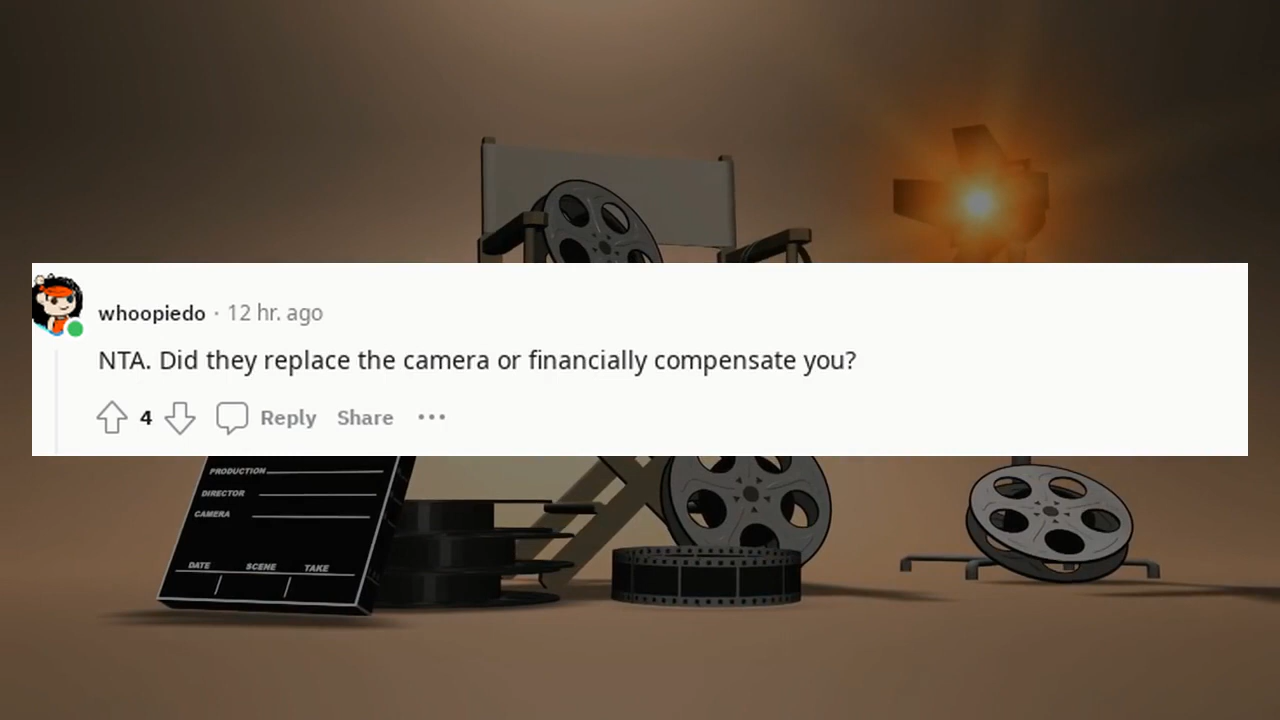 whoopiedo · 12 hr. ago
NTA. Did they replace the camera or financially compensate you?
4 Reply Share
PRODUCTION
DIRECTOR
CAMERA
DATE SCENE TAKE